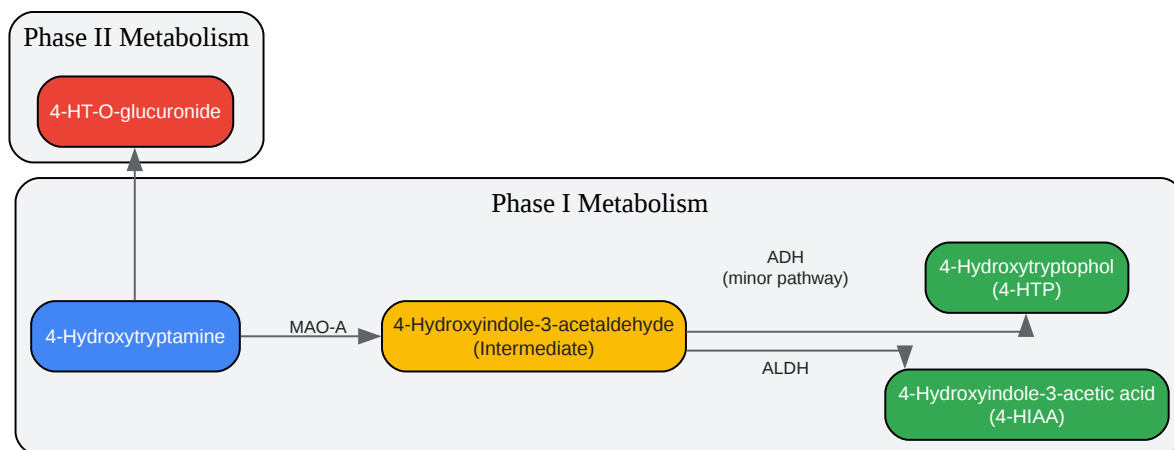 Phase II Metabolism
4-HT-O-glucuronide
Phase I Metabolism
ADH
(minor pathway)
4-Hydroxytryptophol
(4-HTP)
4-Hydroxytryptamine
MAO-A
4-Hydroxyindole-3-acetaldehyde
(Intermediate)
ALDH
4-Hydroxyindole-3-acetic acid
(4-HIAA)